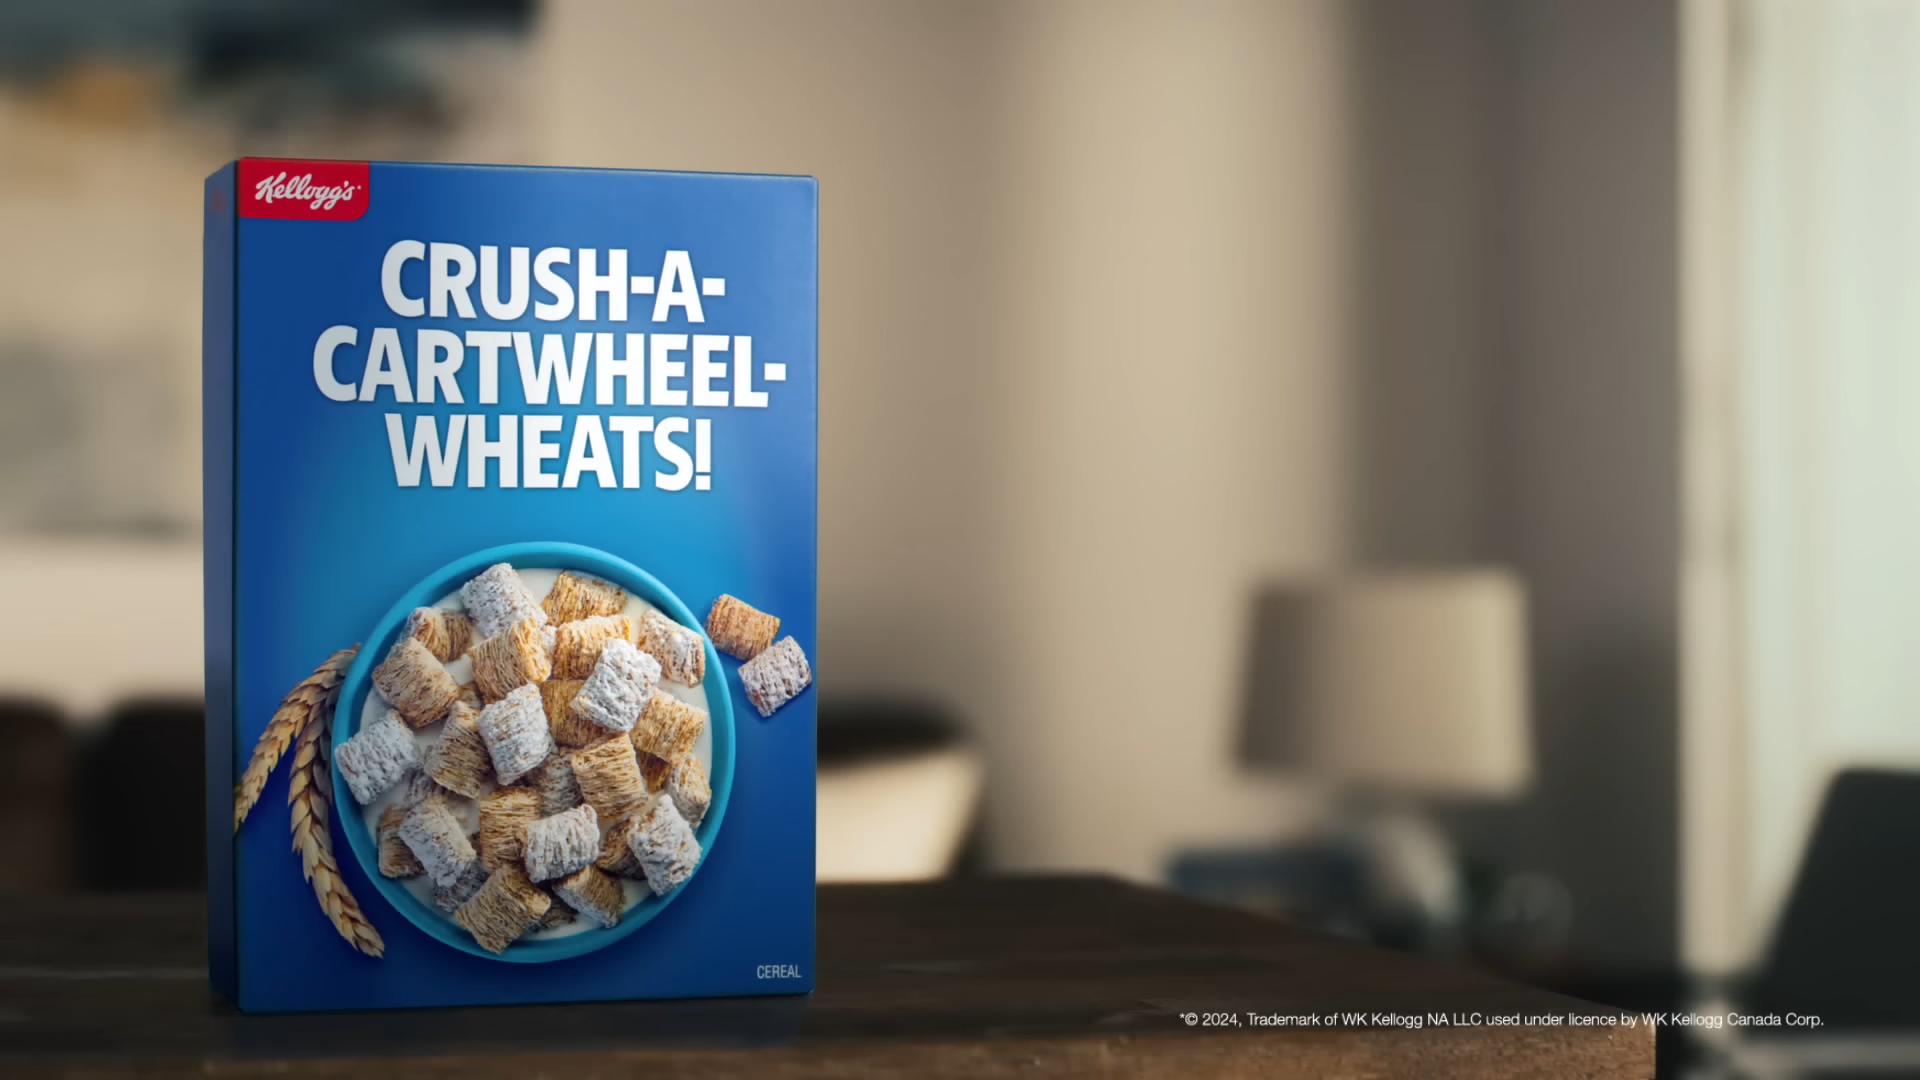 Kellogg's*
CRUSH-A-
CARTWHEEL-
WHEATS!
CEREAL
*© 2024, Trademark of WK Kellogg NA LLC used under licence by WK Kellogg Canada Corp.